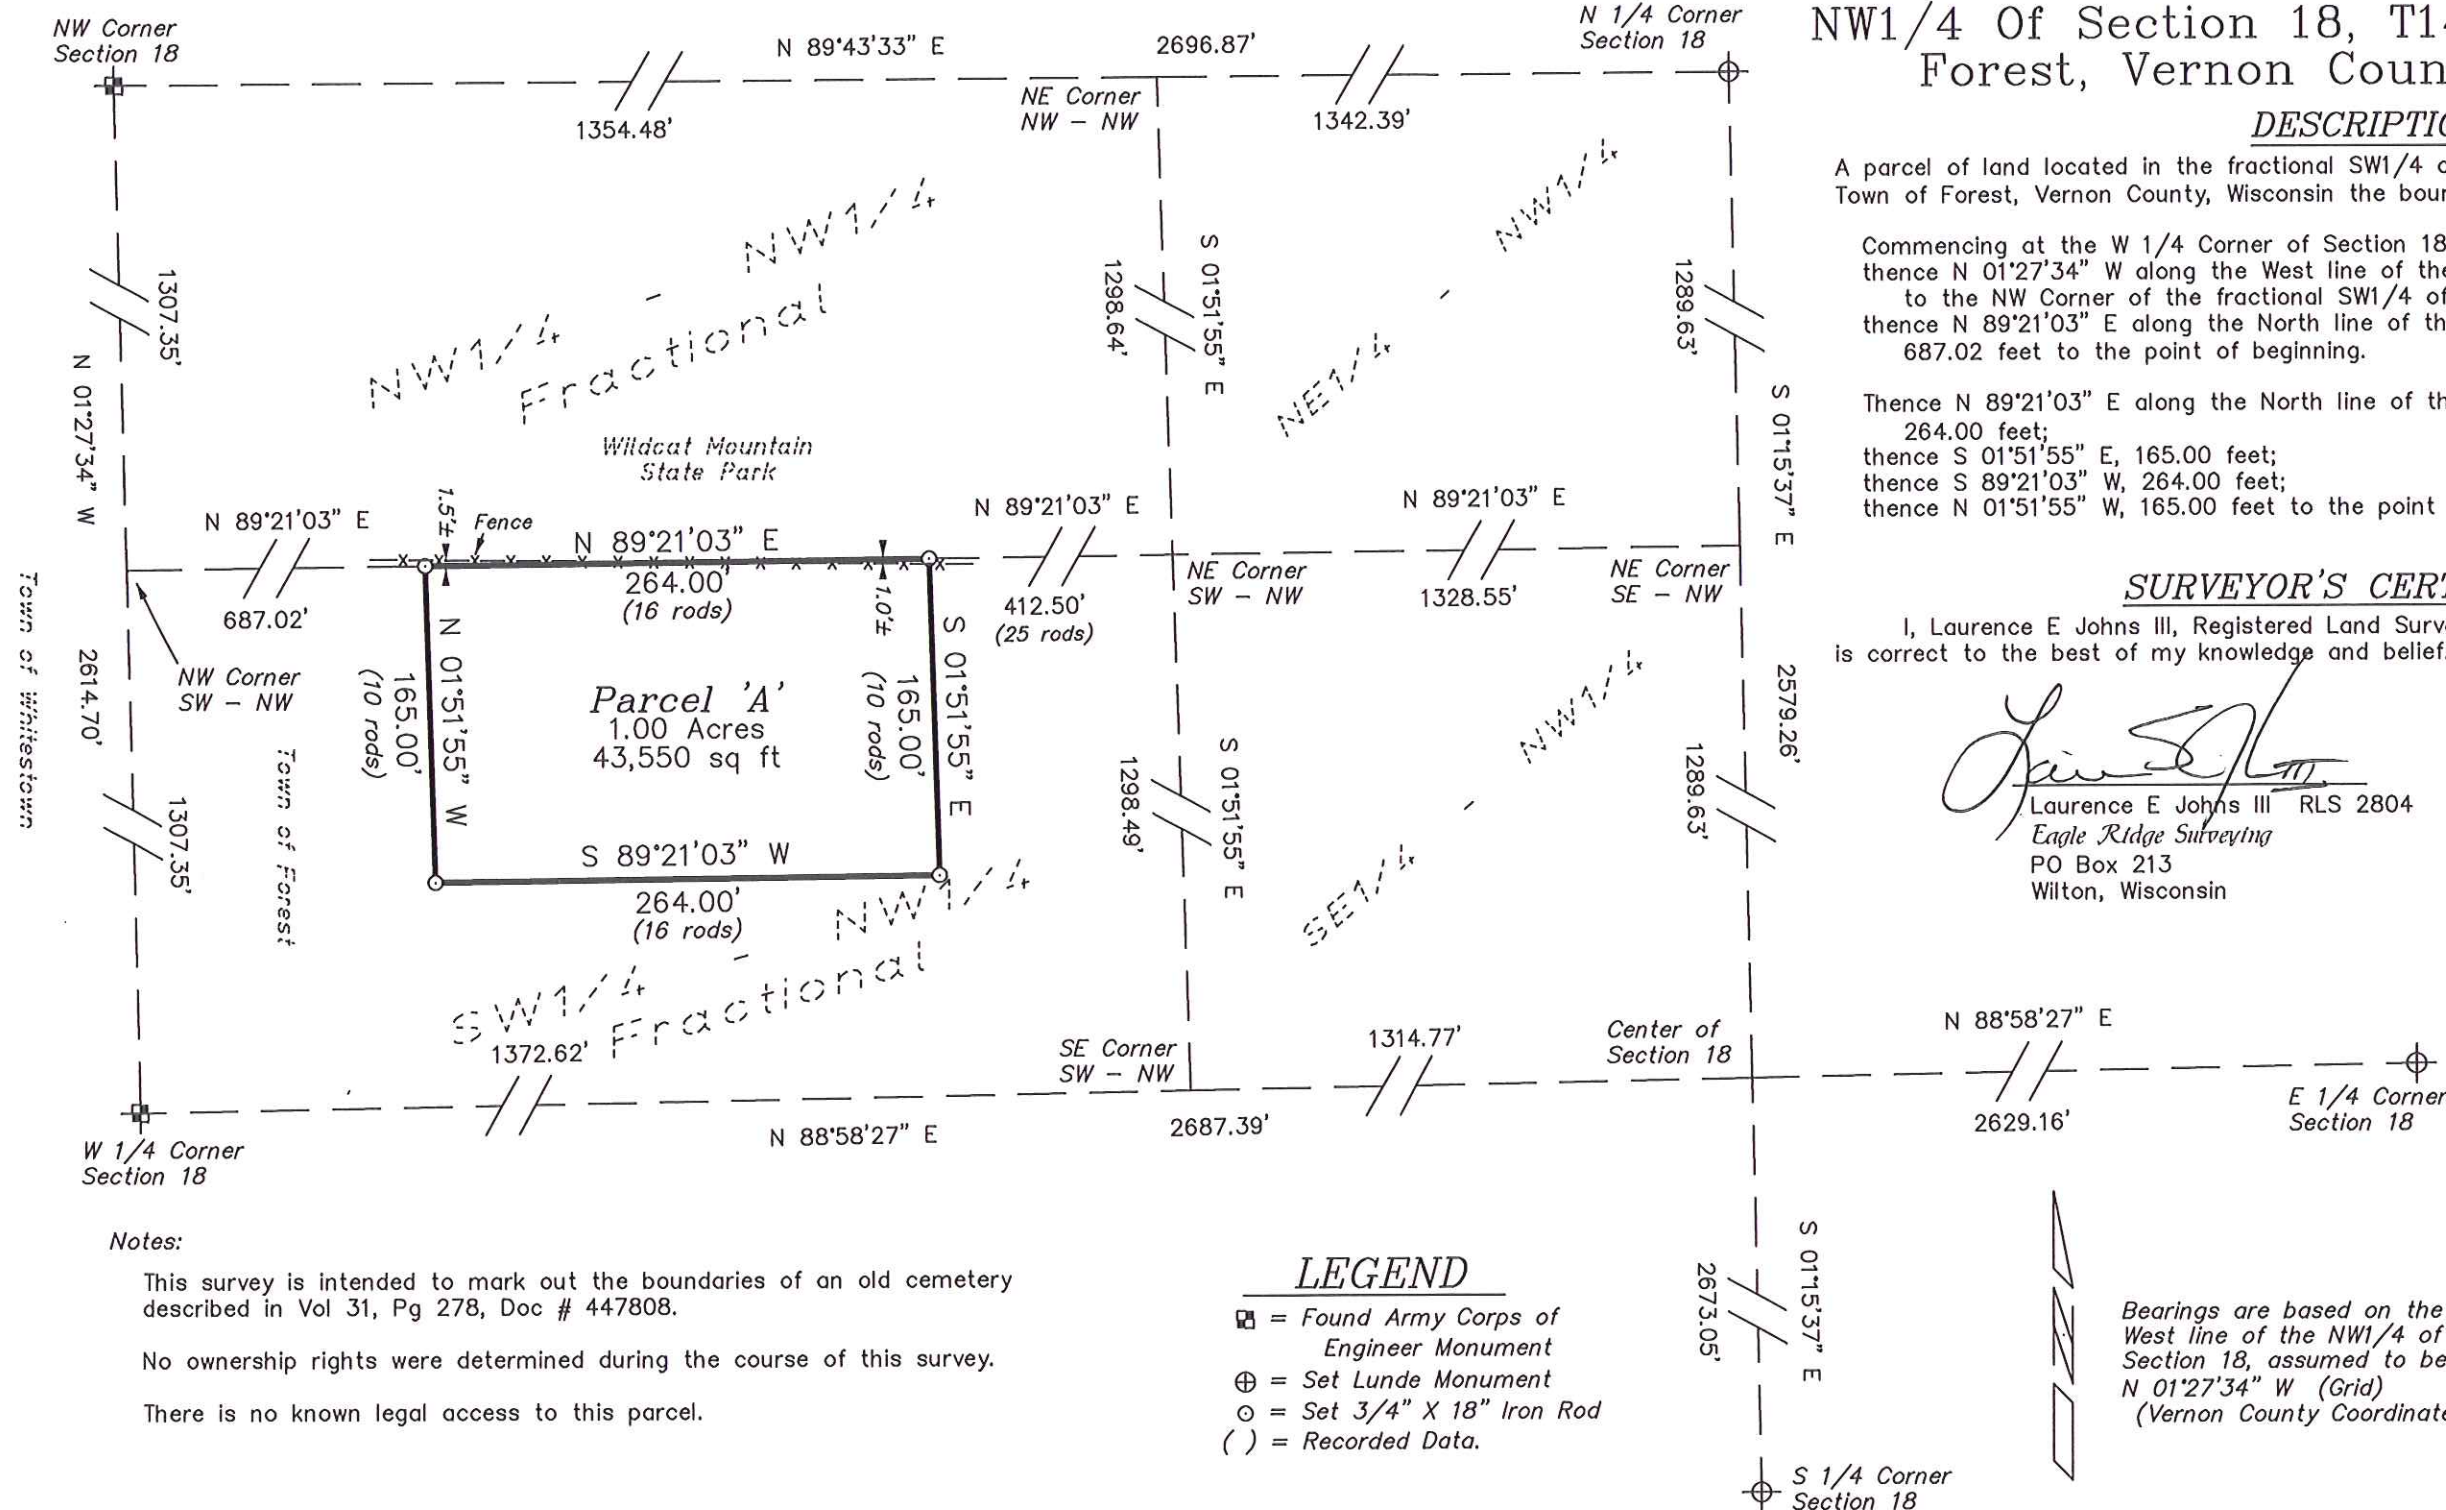 NW Corner
Section 18
N 89°43'33" E
2696.87'
N 1/4 Corner
Section 18
1354.48'
NE Corner
NW - NW
1342.39'
NW1/4 Of Section 18, T14
Forest, Vernon Coun
DESCRIPTIO
A parcel of land located in the fractional SW1/4 o
Town of Forest, Vernon County, Wisconsin the bour
Commencing at the W 1/4 Corner of Section 18
thence N 01°27'34" W along the West line of the
to the NW Corner of the fractional SW1/4 of
thence N 89°21'03" E along the North line of th
687.02 feet to the point of beginning.
Thence N 89°21'03" E along the North line of th
264.00 feet;
thence S 01°51'55" E, 165.00 feet;
thence S 89°21'03" W, 264.00 feet;
thence N 01°51'55" W, 165.00 feet to the point
SURVEYOR'S CERT
I, Laurence E Johns III, Registered Land Surve
is correct to the best of my knowledge and belief.
Laurence E Johns III RLS 2804
Eagle Ridge Surveying
PO Box 213
Wilton, Wisconsin
1307.35'
N 01°27'34" W
2614.70'
1307.35'
Town of Whitestown
Town of Forest
NW1/4 - NW1/4
Fractional
Wildcat Mountain
State Park
1298.64'
S 01°51'55" E
NE1/4 - NW1/4
1289.63'
S 01°15'37" E
2579.26'
1289.63'
N 89°21'03" E
687.02'
NW Corner
SW - NW
1.5'±
Fence
N 89°21'03" E
264.00'
(16 rods)
1.0'±
N 89°21'03" E
412.50'
(25 rods)
NE Corner
SW - NW
N 89°21'03" E
1328.55'
NE Corner
SE - NW
N 01°51'55" W
165.00'
(10 rods)
Parcel 'A'
1.00 Acres
43,550 sq ft
S 01°51'55" E
165.00'
(10 rods)
S 89°21'03" W
264.00'
(16 rods)
1298.49'
S 01°51'55" E
SE1/4 - NW1/4
SW1/4 - NW1/4
Fractional
1372.62'
SE Corner
SW - NW
1314.77'
Center of
Section 18
N 88°58'27" E
2629.16'
E 1/4 Corner
Section 18
W 1/4 Corner
Section 18
N 88°58'27" E
2687.39'
2673.05'
S 01°15'37" E
S 1/4 Corner
Section 18
Notes:
This survey is intended to mark out the boundaries of an old cemetery
described in Vol 31, Pg 278, Doc # 447808.
No ownership rights were determined during the course of this survey.
There is no known legal access to this parcel.
LEGEND
= Found Army Corps of
Engineer Monument
= Set Lunde Monument
= Set 3/4" X 18" Iron Rod
( ) = Recorded Data.
N
Bearings are based on the
West line of the NW1/4 of
Section 18, assumed to be
N 01°27'34" W (Grid)
(Vernon County Coordinate